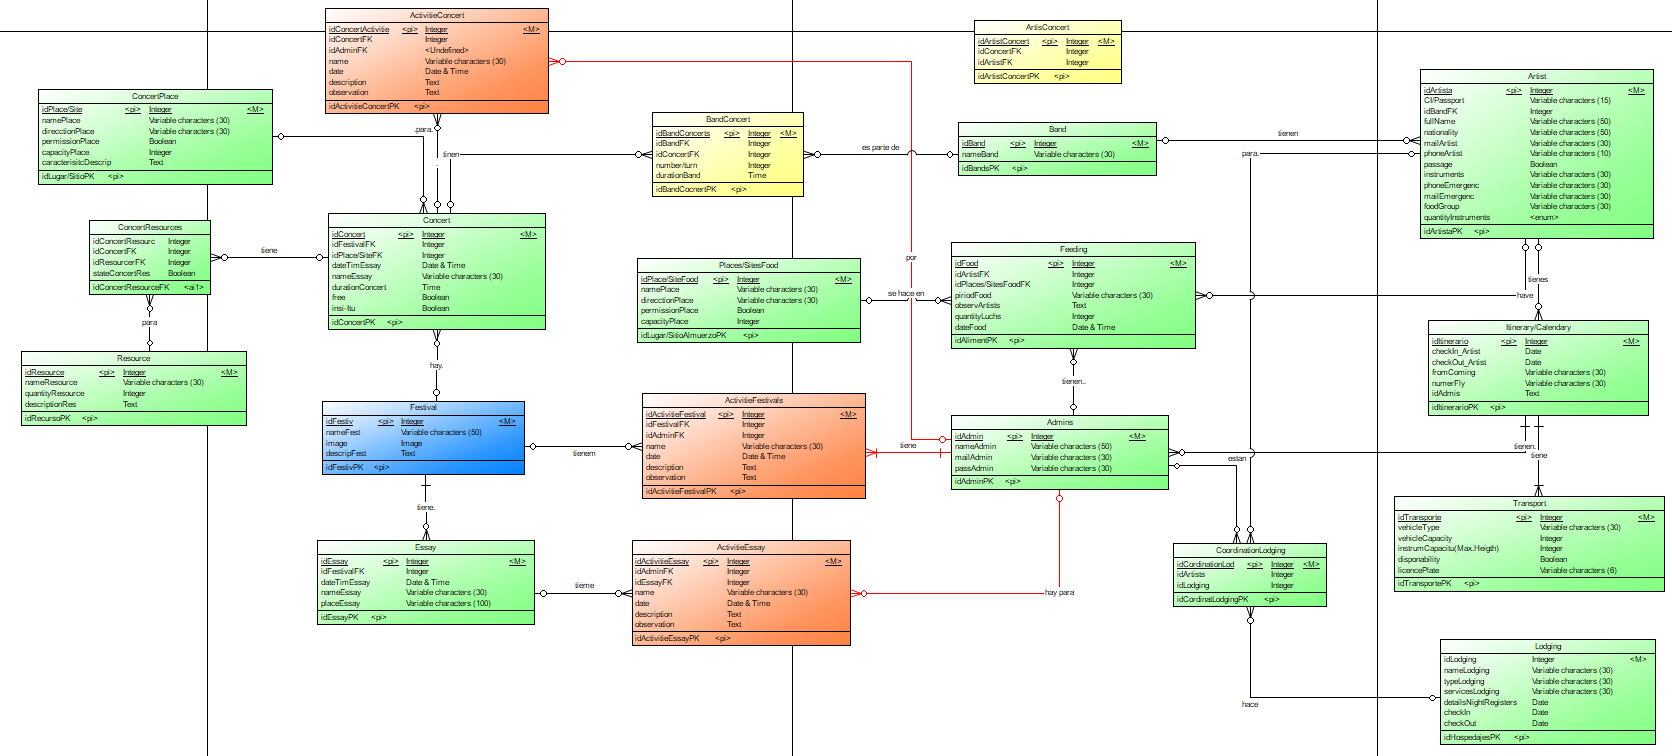 ActivitieConcert
idConcertActivitie <pi> Integer <M>
idConcertFK Integer
idAdminFK <Undefined>
name Variable characters (30)
date Date & Time
description Text
observation Text
idActivitieConcertPK <pi>
ArtisConcert
idArtistConcert <pi> Integer <M>
idConcertFK Integer
idArtistFK Integer
idArtistConcertPK <pi>
ConcertPlace
idPlace/Site <pi> Integer <M>
namePlace Variable characters (30)
direcctionPlace Variable characters (30)
permissionPlace Boolean
capacityPlace Integer
caracterisitcDescrip Text
idLugar/SitioPK <pi>
BandConcert
idBandConcerts <pi> Integer <M>
idBandFK Integer
idConcertFK Integer
number/turn Integer
durationBand Time
idBandCocnertPK <pi>
Band
idBand <pi> Integer <M>
nameBand Variable characters (30)
idBandsPK <pi>
Artist
idArtista <pi> Integer <M>
CI/Passport Variable characters (15)
idBandFK Integer
fullName Variable characters (50)
nationality Variable characters (50)
mailArtist Variable characters (30)
phoneArtist Variable characters (10)
passage Boolean
instruments Variable characters (30)
phoneEmergenc Variable characters (30)
mailEmergenc Variable characters (30)
foodGroup Variable characters (30)
quantityInstruments <enum>
idArtistaPK <pi>
.para.
tinen
es parte de
tienen
para.
ConcertResources
idConcertResourc Integer
idConcertFK Integer
idResourcerFK Integer
stateConcertRes Boolean
idConcertResourceFK <ai1>
tiene
Concert
idConcert <pi> Integer <M>
idFestivalFK Integer
idPlace/SiteFK Integer
dateTimEssay Date & Time
nameEssay Variable characters (30)
durationConcert Time
free Boolean
insi-Itu Boolean
idConcertPK <pi>
Places/SitesFood
idPlace/SiteFood <pi> Integer <M>
namePlace Variable characters (30)
direcctionPlace Variable characters (30)
permissionPlace Boolean
capacityPlace Integer
idLugar/SitioAlmuerzoPK <pi>
por
se hace en
Feeding
idFood <pi> Integer <M>
idArtistFK Integer
idPlaces/SitesFoodFK Integer
piriodFood Variable characters (30)
observArtists Text
quantityLuchs Integer
dateFood Date & Time
idAlimentPK <pi>
tienes
have
para
Resource
idResource <pi> Integer <M>
nameResource Variable characters (30)
quantityResource Integer
descriptionRes Text
idRecursoPK <pi>
hay.
tienen..
Itinerary/Calendary
idItinerario <pi> Integer <M>
checkIn_Artist Date
checkOut_Artist Date
fromComing Variable characters (30)
numerFly Variable characters (30)
idAdmis Text
idItinerarioPK <pi>
Festival
idFestiv <pi> Integer <M>
nameFest Variable characters (50)
image Image
descripFest Text
idFestivPK <pi>
tienem
ActivitieFestivals
idActivitieFestival <pi> Integer <M>
idFestivalFK Integer
idAdminFK Integer
name Variable characters (30)
date Date & Time
description Text
observation Text
idActivitieFestivalPK <pi>
tiene
Admins
idAdmin <pi> Integer <M>
nameAdmin Variable characters (50)
mailAdmin Variable characters (30)
passAdmin Variable characters (30)
idAdminPK <pi>
estan
tienen.
tiene
tiene.
Transport
idTransporte <pi> Integer <M>
vehicleType Variable characters (30)
vehicleCapacity Integer
instrumCapacitu(Max.Heigth) Integer
disponability Boolean
licencePlate Variable characters (6)
idTransportePK <pi>
Essay
idEssay <pi> Integer <M>
idFestivalFK Integer
dateTimEssay Date & Time
nameEssay Variable characters (30)
placeEssay Variable characters (100)
idEssayPK <pi>
tieme
ActivitieEssay
idActivitieEssay <pi> Integer <M>
idAdminFK Integer
idEssayFK Integer
name Variable characters (30)
date Date & Time
description Text
observation Text
idActivitieEssayPK <pi>
hay para
CoordinationLodging
idCordinationLod <pi> Integer <M>
idArtists Integer
idLodging Integer
idCordinatLodgingPK <pi>
hace
Lodging
idLodging Integer <M>
nameLodging Variable characters (30)
typeLodging Variable characters (30)
servicesLodging Variable characters (30)
detailsNightRegisters Date
checkIn Date
checkOut Date
idHospedajesPK <pi>